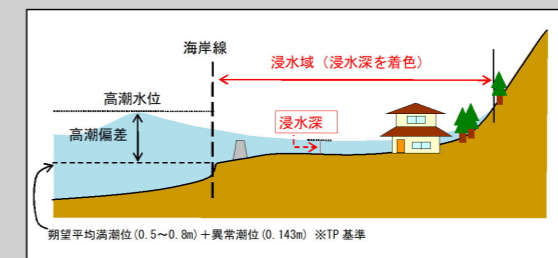 海岸線
浸水域（浸水深を着色）
高潮水位
高潮偏差
浸水深
朔望平均満潮位(0.5～0.8m)＋異常潮位(0.143m) ※TP 基準